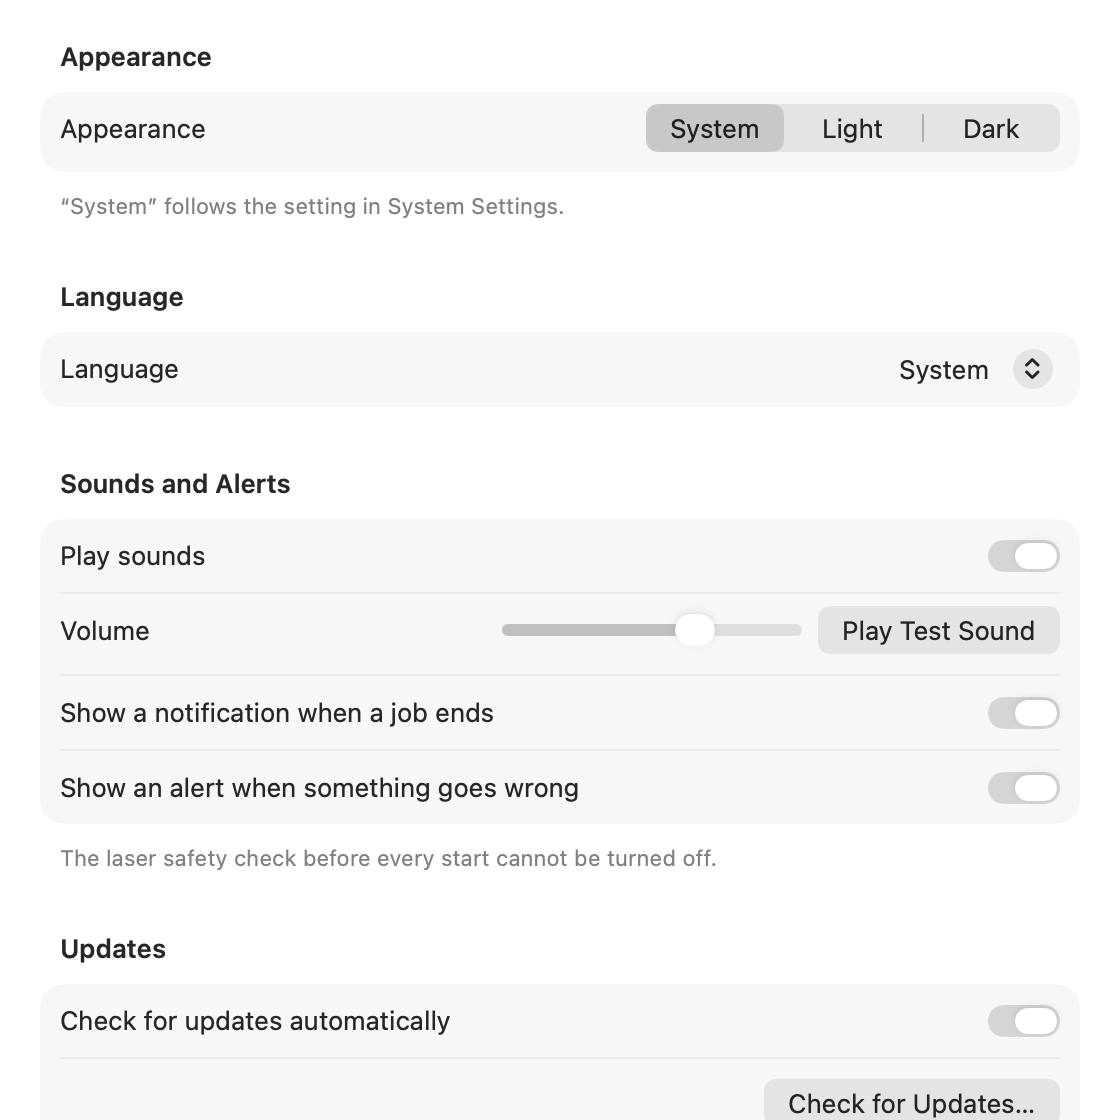 Appearance
Appearance
System
Light
Dark
“System” follows the setting in System Settings.
Language
Language
System
Sounds and Alerts
Play sounds
Volume
Play Test Sound
Show a notification when a job ends
Show an alert when something goes wrong
The laser safety check before every start cannot be turned off.
Updates
Check for updates automatically
Check for Updates...